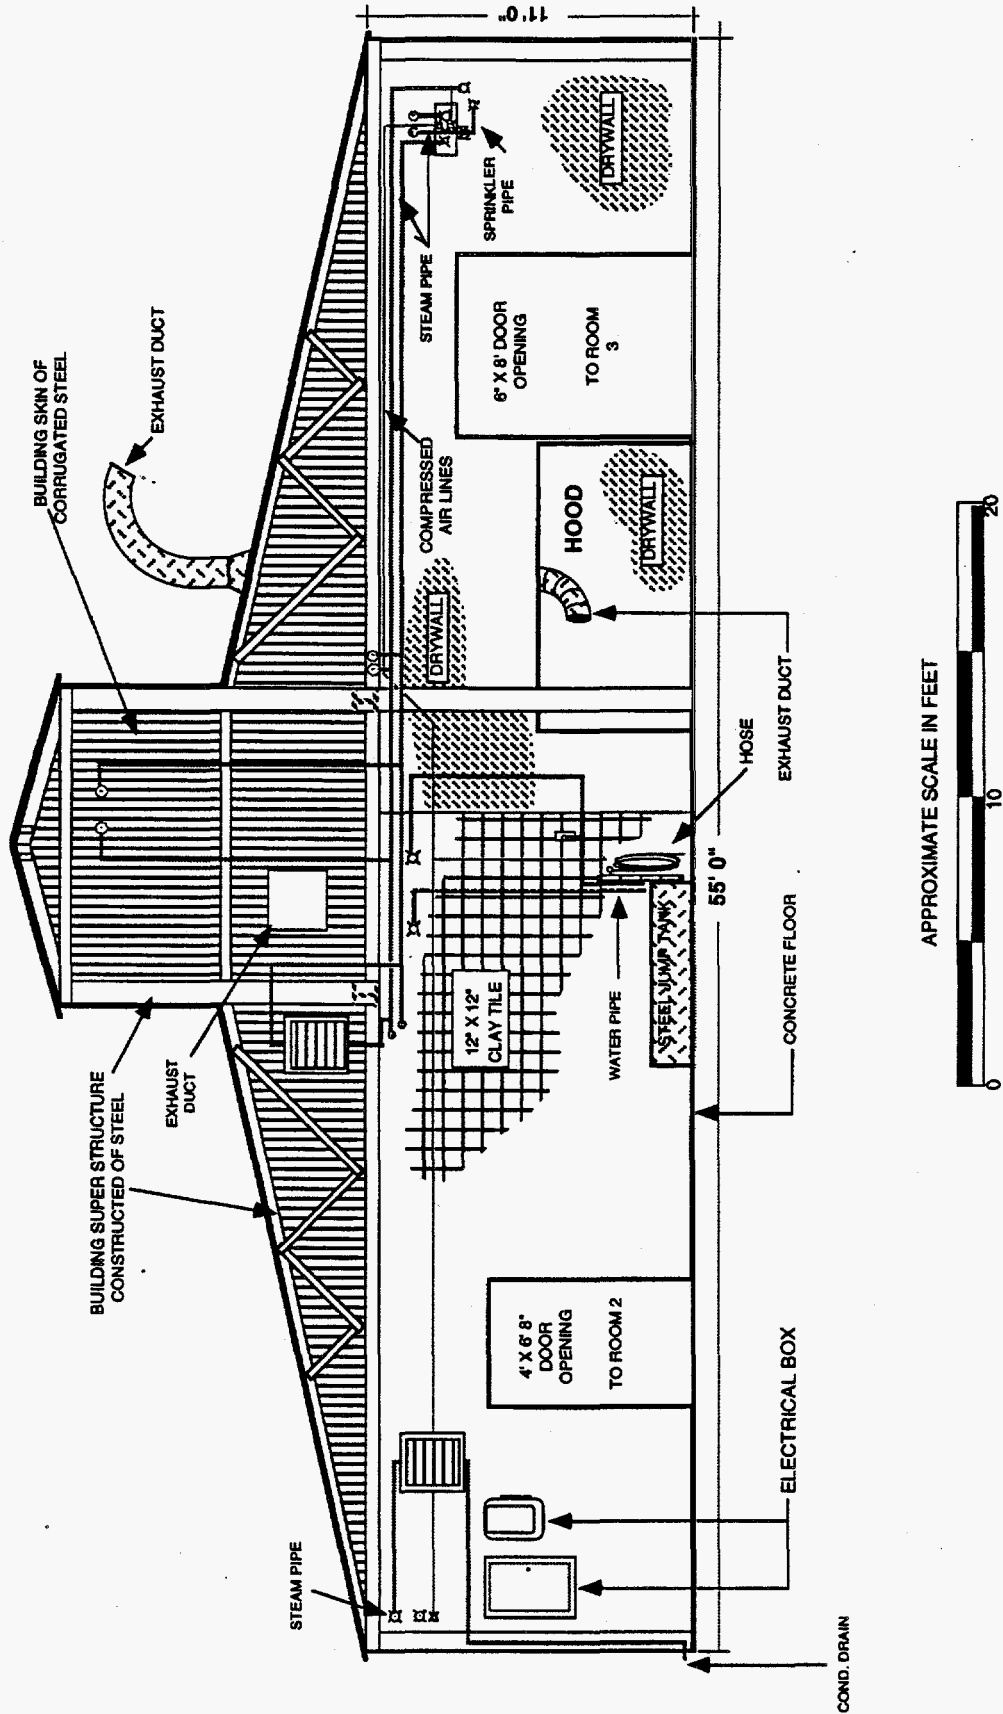 BUILDING SKIN OF
CORRUGATED STEEL
EXHAUST DUCT
BUILDING SUPER STRUCTURE
CONSTRUCTED OF STEEL
EXHAUST
DUCT
STEAM PIPE
COMPRESSED
AIR LINES
STEAM PIPE
SPRINKLER
PIPE
11' 0"
DRYWALL
DRYWALL
DRYWALL
HOOD
12" X 12"
CLAY TILE
4' X 6' 8"
DOOR
OPENING
TO ROOM 2
6" X 8' DOOR
OPENING
TO ROOM
3
WATER PIPE
STEEL JUMP TANK
HOSE
EXHAUST DUCT
55' 0"
CONCRETE FLOOR
ELECTRICAL BOX
COND. DRAIN
APPROXIMATE SCALE IN FEET
0 10 20